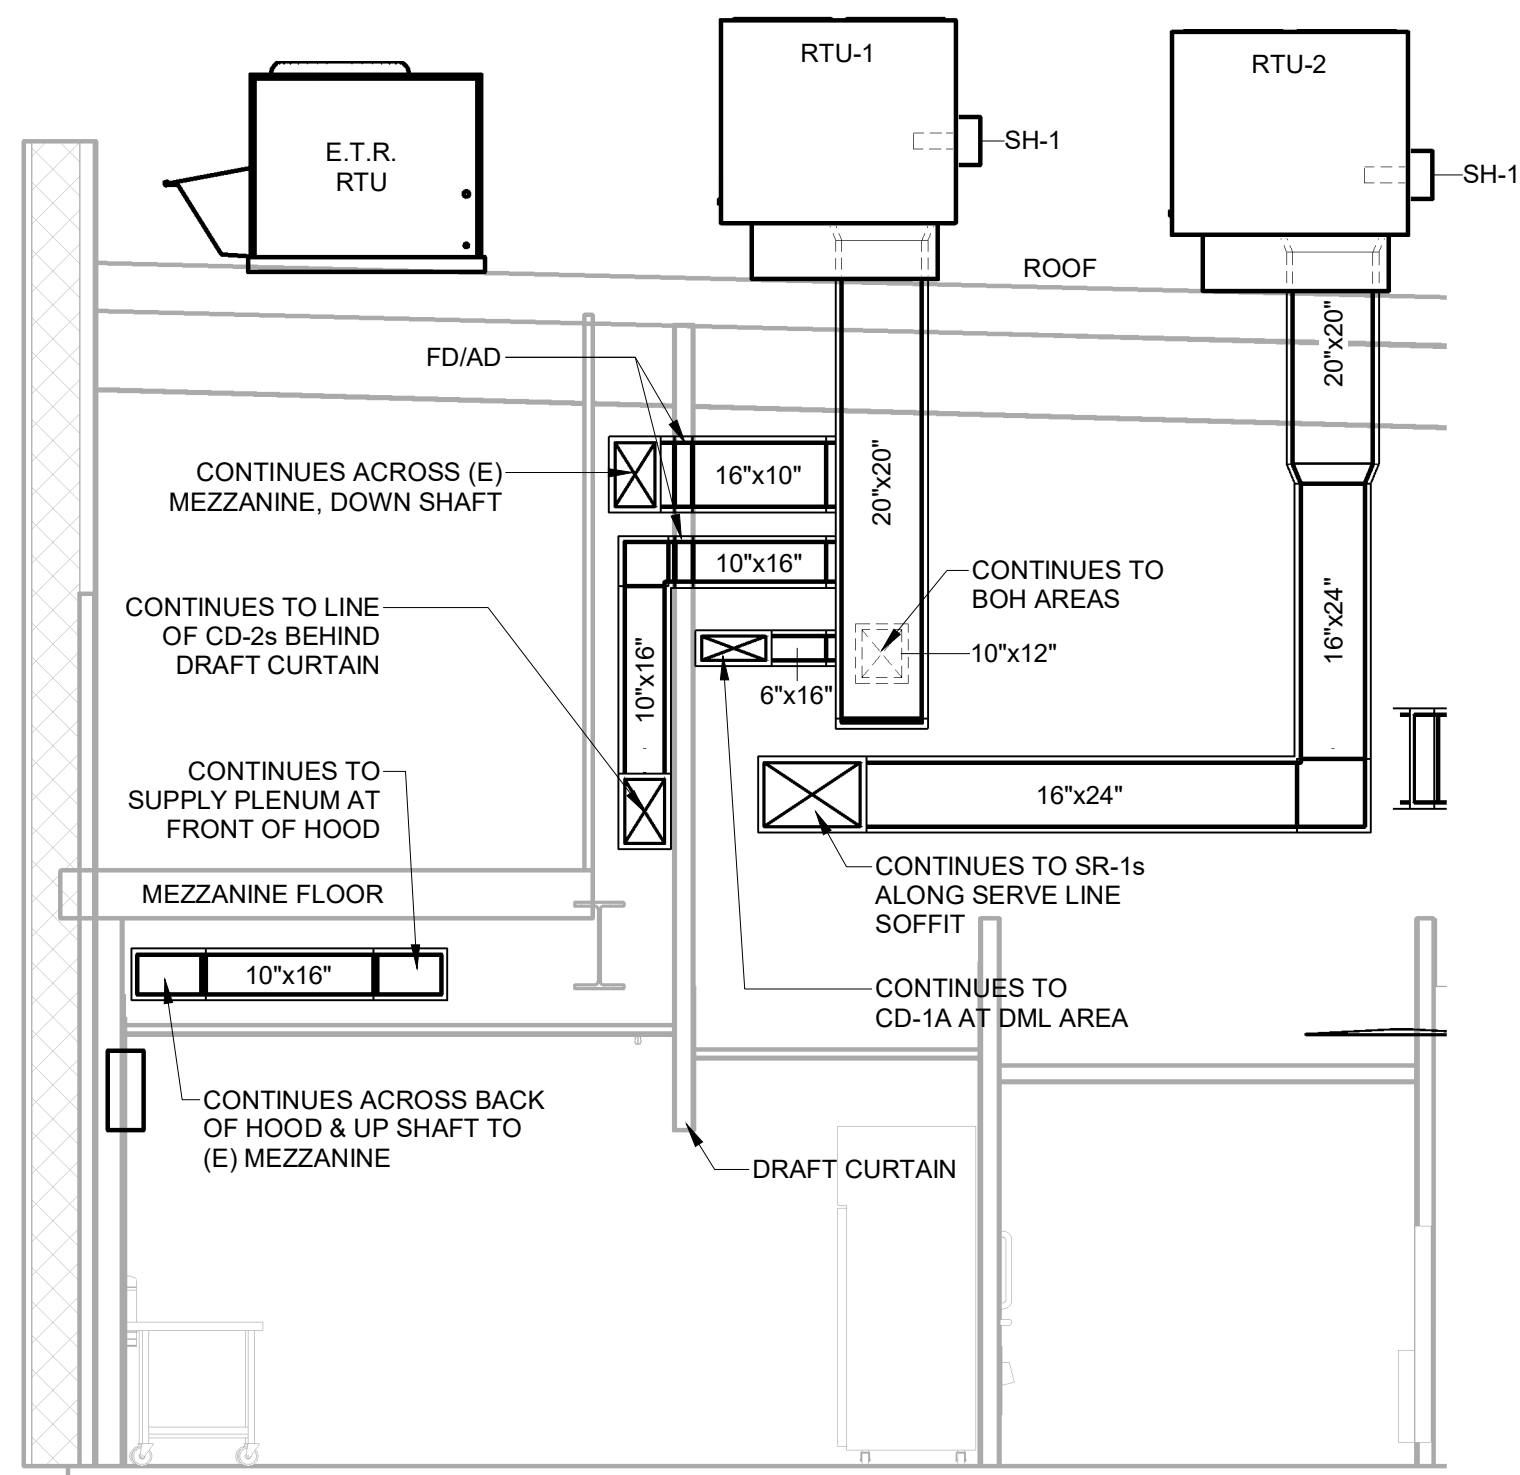 RTU-1
RTU-2
E.T.R.
RTU
SH-1
SH-1
ROOF
20"x20"
FD/AD
CONTINUES ACROSS (E)
MEZZANINE, DOWN SHAFT
16"x10"
20"x20"
10"x16"
CONTINUES TO
BOH AREAS
CONTINUES TO LINE
OF CD-2s BEHIND
DRAFT CURTAIN
16"x24"
10"x12"
10"x16"
6"x16"
CONTINUES TO
SUPPLY PLENUM AT
FRONT OF HOOD
16"x24"
CONTINUES TO SR-1s
ALONG SERVE LINE
SOFFIT
MEZZANINE FLOOR
10"x16"
CONTINUES TO
CD-1A AT DML AREA
CONTINUES ACROSS BACK
OF HOOD & UP SHAFT TO
(E) MEZZANINE
DRAFT CURTAIN